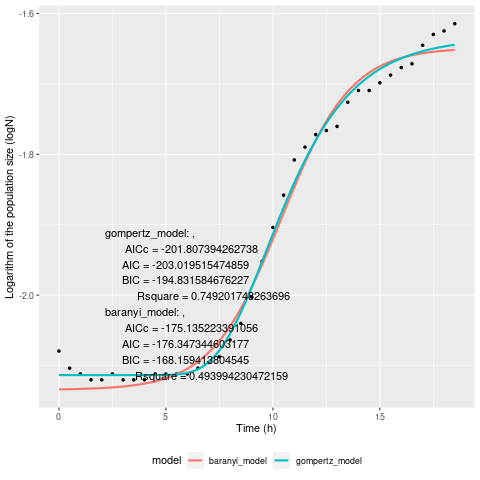 -1.6
-1.8
-2.0
Logarithm of the population size (logN)
gompertz_model: ,
AICc = -201.807394262738
AIC = -203.019515474859
BIC = -194.831584676227
Rsquare = 0.749201748263696
baranyi_model: ,
AICc = -175.135223391056
AIC = -176.347344603177
BIC = -168.159413804545
Rsquare = 0.493994230472159
0 5 10 15
Time (h)
model baranyi_model gompertz_model